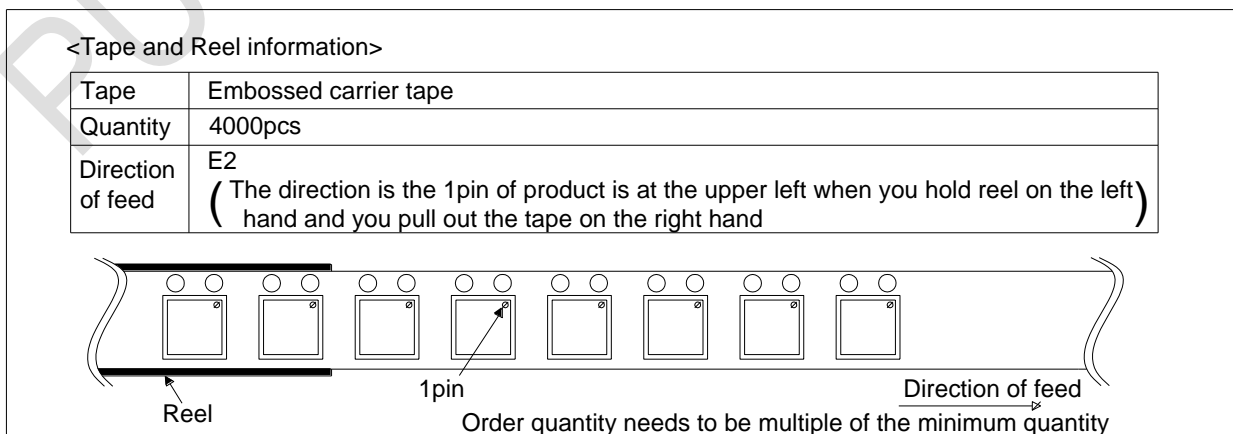 <Tape and Reel information>
Tape Embossed carrier tape
Quantity 4000pcs
Direction of feed E2
(The direction is the 1pin of product is at the upper left when you hold reel on the left
hand and you pull out the tape on the right hand)
1pin
Reel
Direction of feed
Order quantity needs to be multiple of the minimum quantity